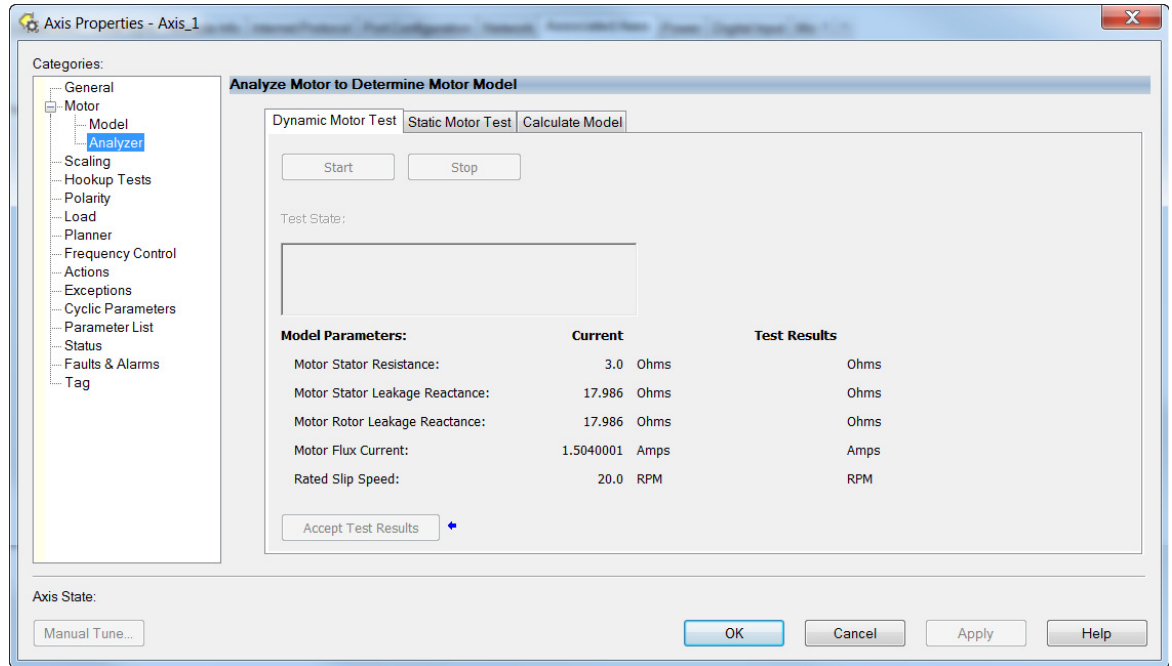 Axis Properties - Axis_1
Categories:
General
Motor
Model
Analyzer
Scaling
Hookup Tests
Polarity
Load
Planner
Frequency Control
Actions
Exceptions
Cyclic Parameters
Parameter List
Status
Faults & Alarms
Tag
Analyze Motor to Determine Motor Model
Dynamic Motor Test Static Motor Test Calculate Model
Start Stop
Test State:
Model Parameters: Current Test Results
Motor Stator Resistance: 3.0 Ohms Ohms
Motor Stator Leakage Reactance: 17.986 Ohms Ohms
Motor Rotor Leakage Reactance: 17.986 Ohms Ohms
Motor Flux Current: 1.5040001 Amps Amps
Rated Slip Speed: 20.0 RPM RPM
Accept Test Results
Axis State:
Manual Tune... OK Cancel Apply Help